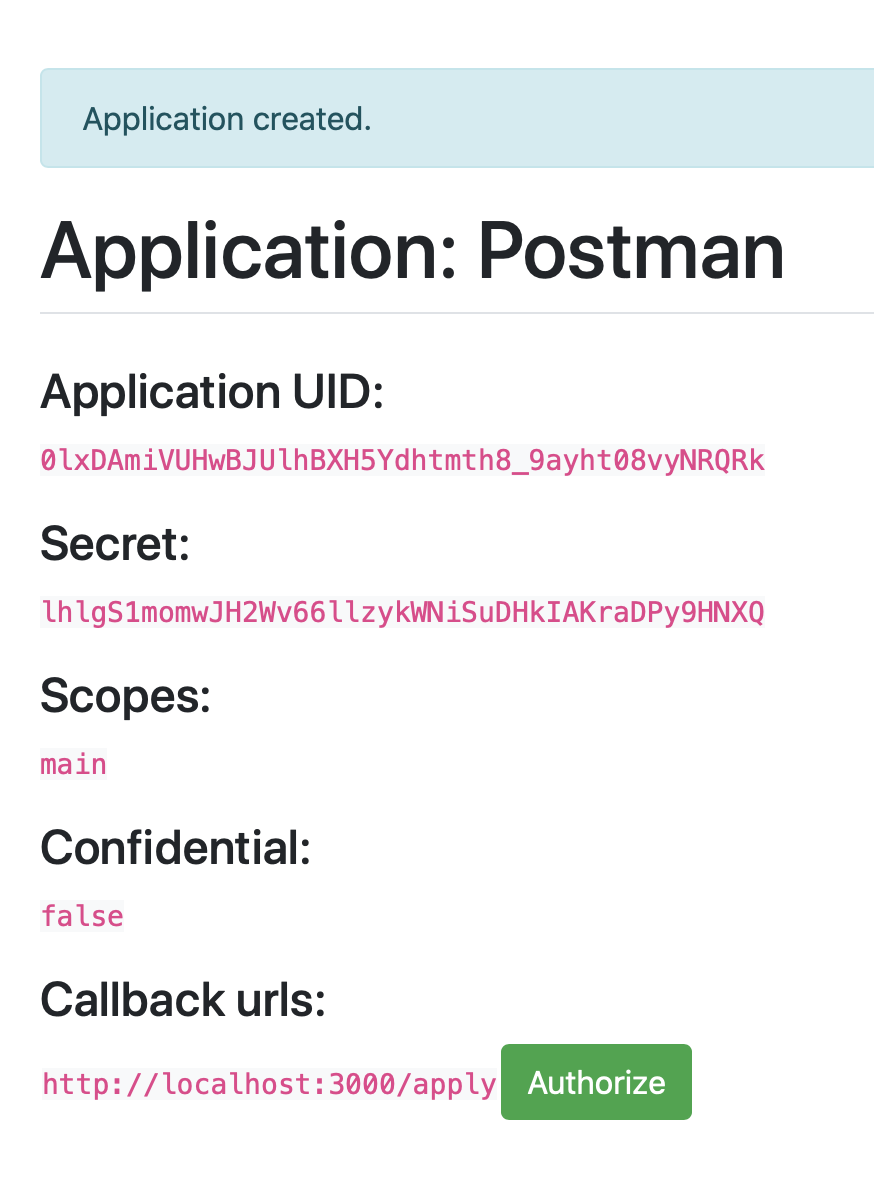 Application created.
Application: Postman
Application UID:
0lxDAmiVUHwBJUlhBXH5Ydhtmth8_9ayht08vyNRQRk
Secret:
lhlgS1momwJH2Wv66llzykWNiSuDHkIAKraDPy9HNXQ
Scopes:
main
Confidential:
false
Callback urls:
http://localhost:3000/apply Authorize